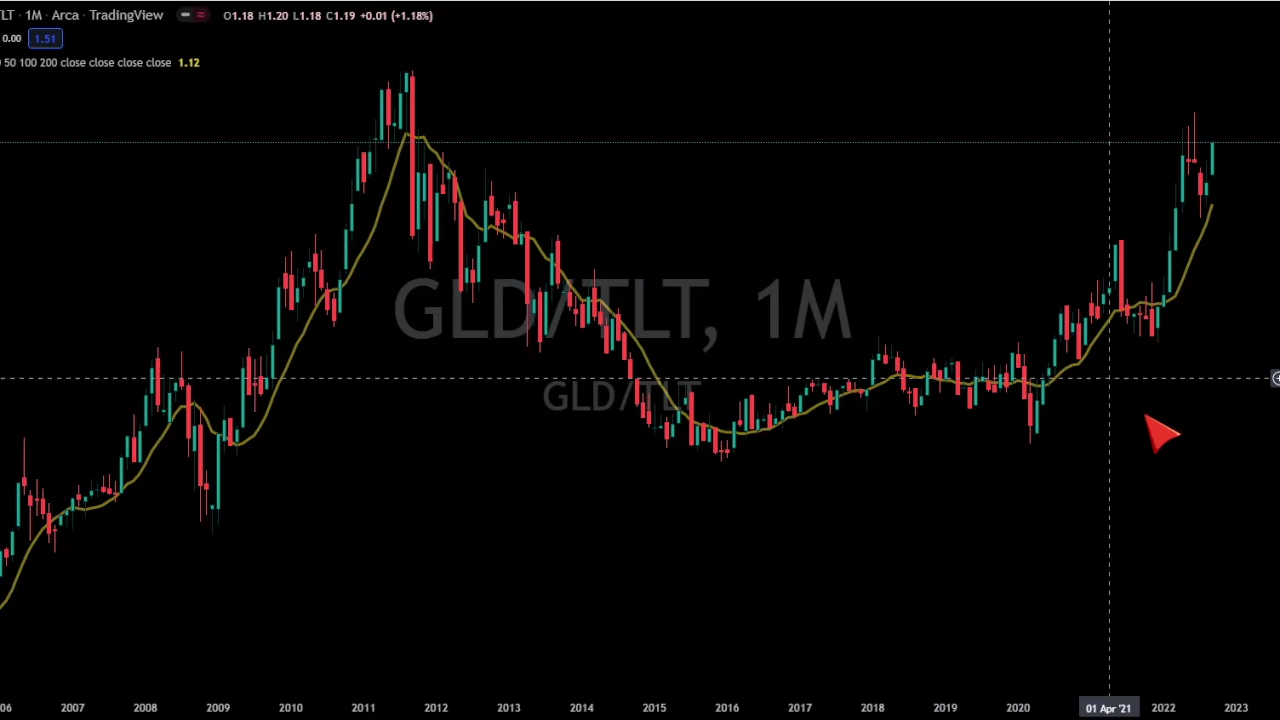 LT · 1M · Arca · TradingView O1.18 H1.20 L1.18 C1.19 +0.01 (+1.18%)
0.00 1.51
50 100 200 close close close close 1.12
GLD/TLT, 1M
GLD/TLT
06 2007 2008 2009 2010 2011 2012 2013 2014 2015 2016 2017 2018 2019 2020 01 Apr '21 2022 2023